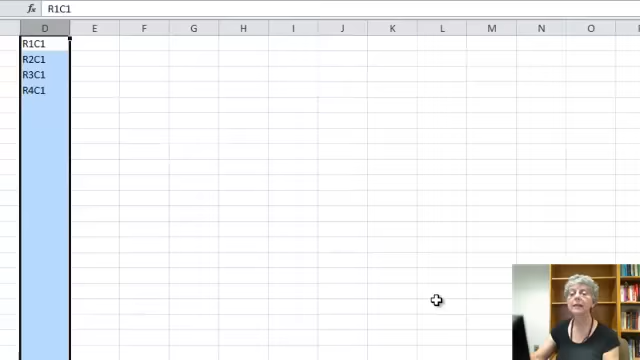 fx R1C1
D E F G H I J K L M N O
R1C1
R2C1
R3C1
R4C1